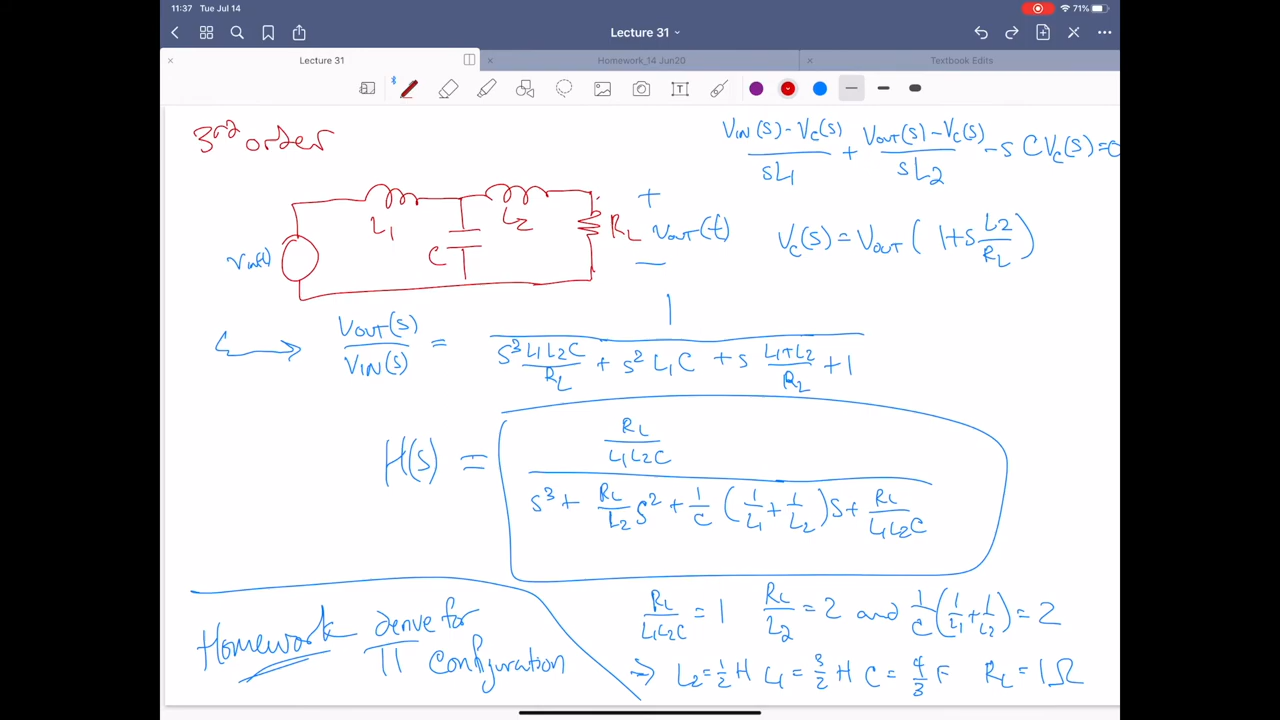 11:37 Tue Jul 14
71%
Lecture 31
Lecture 31
Homework_14 Jun20
Textbook Edits
3rd order
VIN(s) - Vc(s) / sL1 + VOUT(s) - Vc(s) / sL2 - s C Vc(s) = 0
L1
L2
C
RL
+
vOUT(t)
—
vin(t)
Vc(s) = VOUT ( 1 + s L2 / RL )
VOUT(s) / VIN(s) = 1 / s³ L1L2C / RL + s² L1 C + s L1+L2 / RL + 1
H(s) = RL / L1L2C / s³ + RL / L2 s² + 1 / C ( 1 / L1 + 1 / L2 ) s + RL / L1L2C
RL / L1L2C = 1 RL / L2 = 2 and 1 / C ( 1 / L1 + 1 / L2 ) = 2
Homework derive for
Π configuration
⇒ L2 = 1/2 H L1 = 3/2 H C = 4/3 F RL = 1Ω